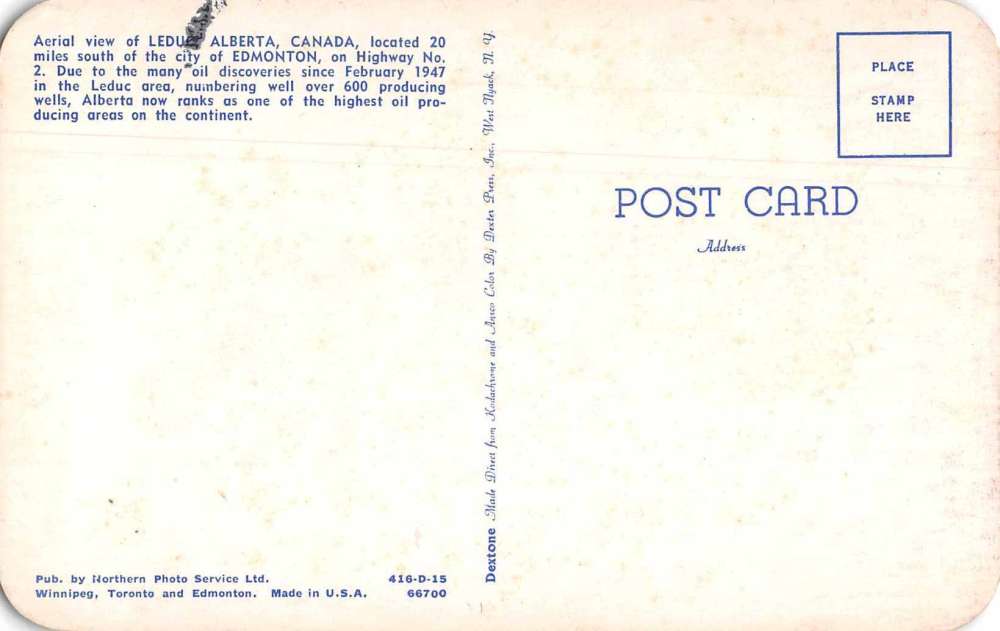 Aerial view of LEDUC, ALBERTA, CANADA, located 20
miles south of the city of EDMONTON, on Highway No.
2. Due to the many oil discoveries since February 1947
in the Leduc area, numbering well over 600 producing
wells, Alberta now ranks as one of the highest oil pro-
ducing areas on the continent.
Pub. by Northern Photo Service Ltd. 416-D-15
Winnipeg, Toronto and Edmonton. Made in U.S.A. 66700
Dextone Made Direct from Kodachrome and Ansco Color By Dexter Press, Inc., West Nyack, N. Y.
PLACE
STAMP
HERE
POST CARD
Address